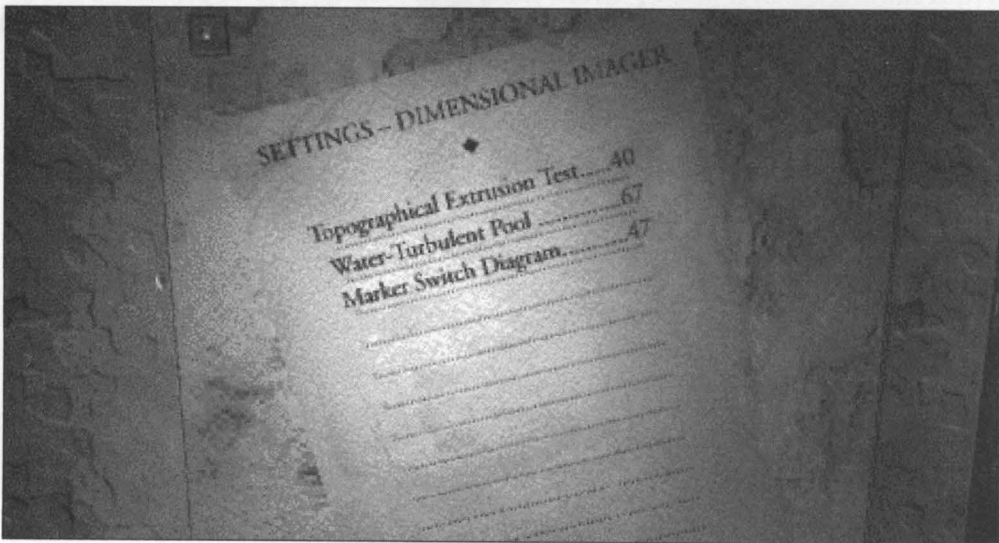 SETTINGS – DIMENSIONAL IMAGER
Topographical Extrusion Test.....40
Water-Turbulent Pool ..............67
Marker Switch Diagram...........47